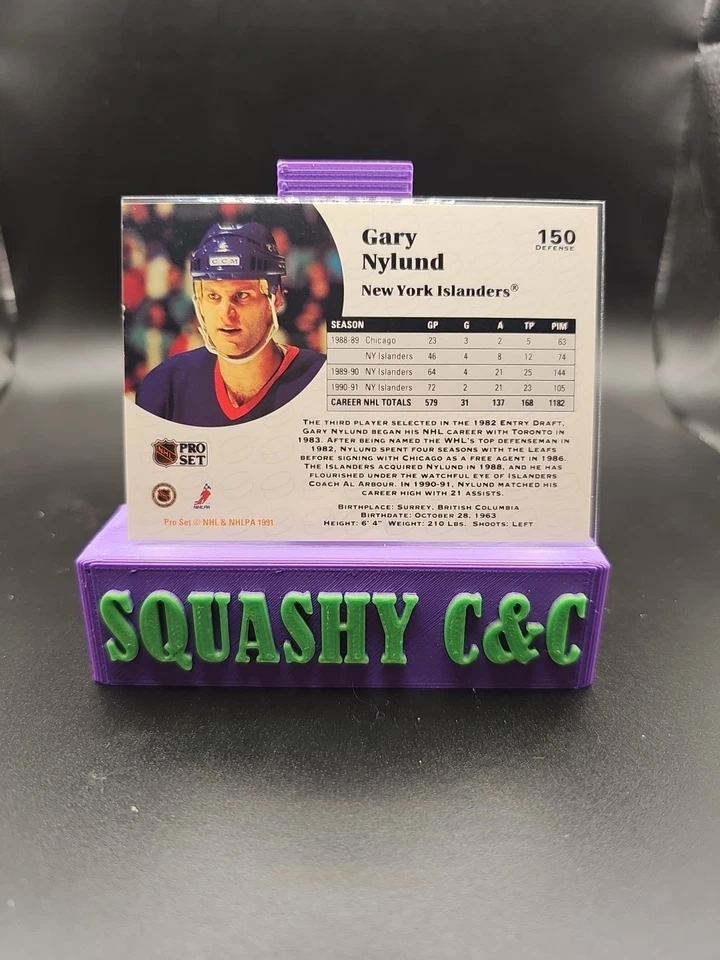 Gary
Nylund
New York Islanders®
150
DEFENSE
CCM
SEASON GP G A TP PIM
1988-89 Chicago 23 3 2 5 63
NY Islanders 46 4 8 12 74
1989-90 NY Islanders 64 4 21 25 144
1990-91 NY Islanders 72 2 21 23 105
CAREER NHL TOTALS 579 31 137 168 1182
THE THIRD PLAYER SELECTED IN THE 1982 ENTRY DRAFT,
GARY NYLUND BEGAN HIS NHL CAREER WITH TORONTO IN
1983. AFTER BEING NAMED THE WHL'S TOP DEFENSEMAN IN
1982, NYLUND SPENT FOUR SEASONS WITH THE LEAFS
BEFORE SIGNING WITH CHICAGO AS A FREE AGENT IN 1986.
THE ISLANDERS ACQUIRED NYLUND IN 1988, AND HE HAS
FLOURISHED UNDER THE WATCHFUL EYE OF ISLANDERS
COACH AL ARBOUR. IN 1990-91, NYLUND MATCHED HIS
CAREER HIGH WITH 21 ASSISTS.
BIRTHPLACE: SURREY, BRITISH COLUMBIA
BIRTHDATE: OCTOBER 28, 1963
HEIGHT: 6' 4" WEIGHT: 210 LBS. SHOOTS: LEFT
NHL PRO
SET
NHLPA
Pro Set © NHL & NHLPA 1991
SQUASHY C&C